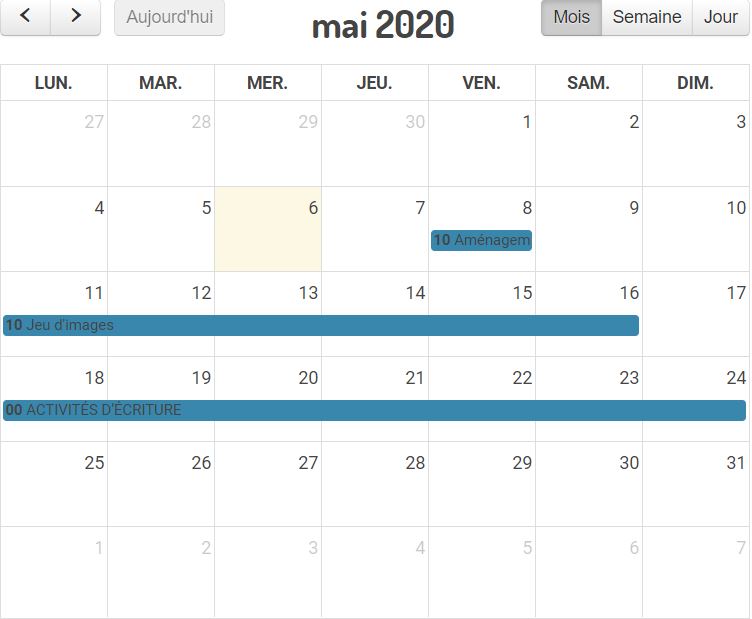 Aujourd'hui mai 2020 Mois Semaine Jour
LUN. MAR. MER. JEU. VEN. SAM. DIM.
27 28 29 30 1 2 3
4 5 6 7 8 9 10
10 Aménagem
11 12 13 14 15 16 17
10 Jeu d'images
18 19 20 21 22 23 24
00 ACTIVITÉS D'ÉCRITURE
25 26 27 28 29 30 31
1 2 3 4 5 6 7